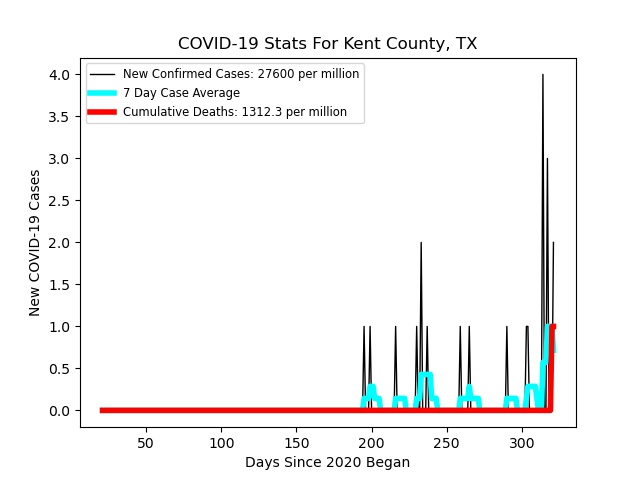 COVID-19 Stats For Kent County, TX
New Confirmed Cases: 27600 per million
7 Day Case Average
Cumulative Deaths: 1312.3 per million
New COVID-19 Cases
4.0
3.5
3.0
2.5
2.0
1.5
1.0
0.5
0.0
50 100 150 200 250 300
Days Since 2020 Began